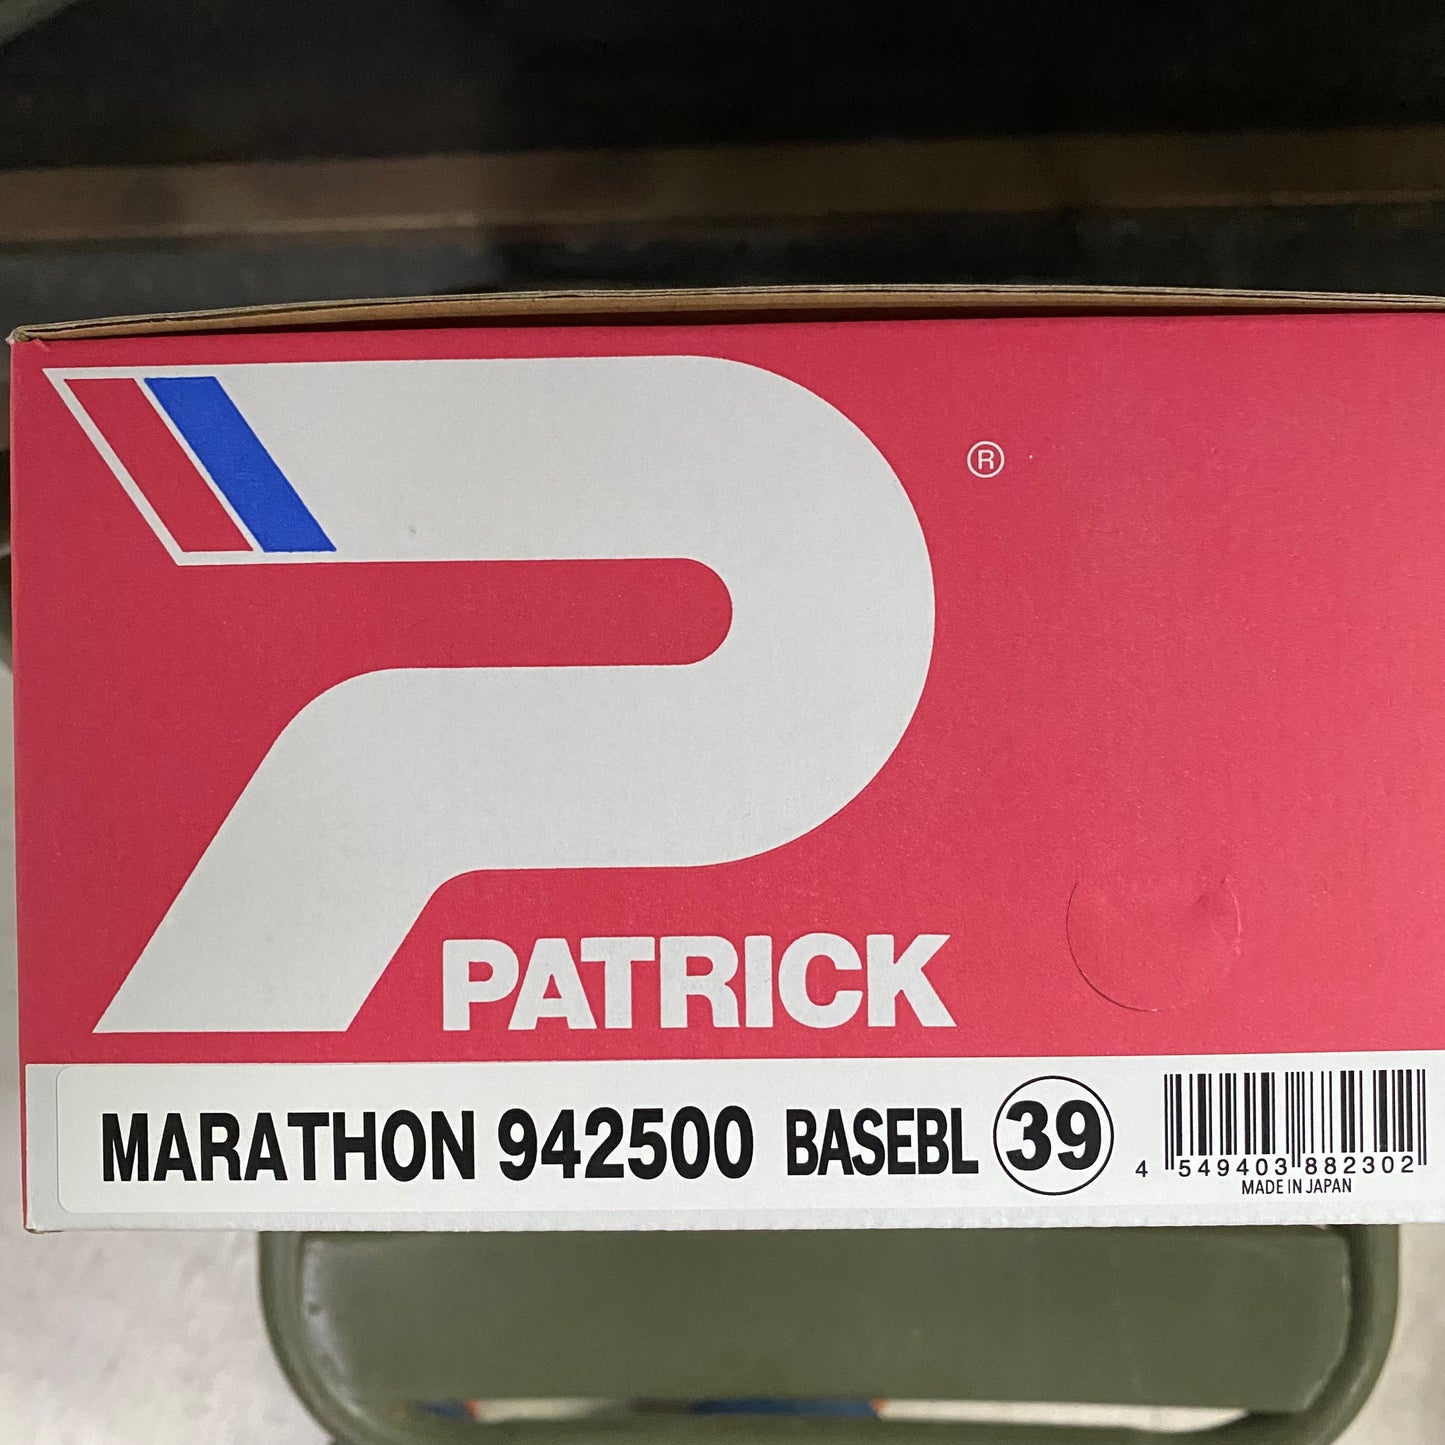 ®
PATRICK
MARATHON 942500 BASEBL 39
4 549403 882302
MADE IN JAPAN